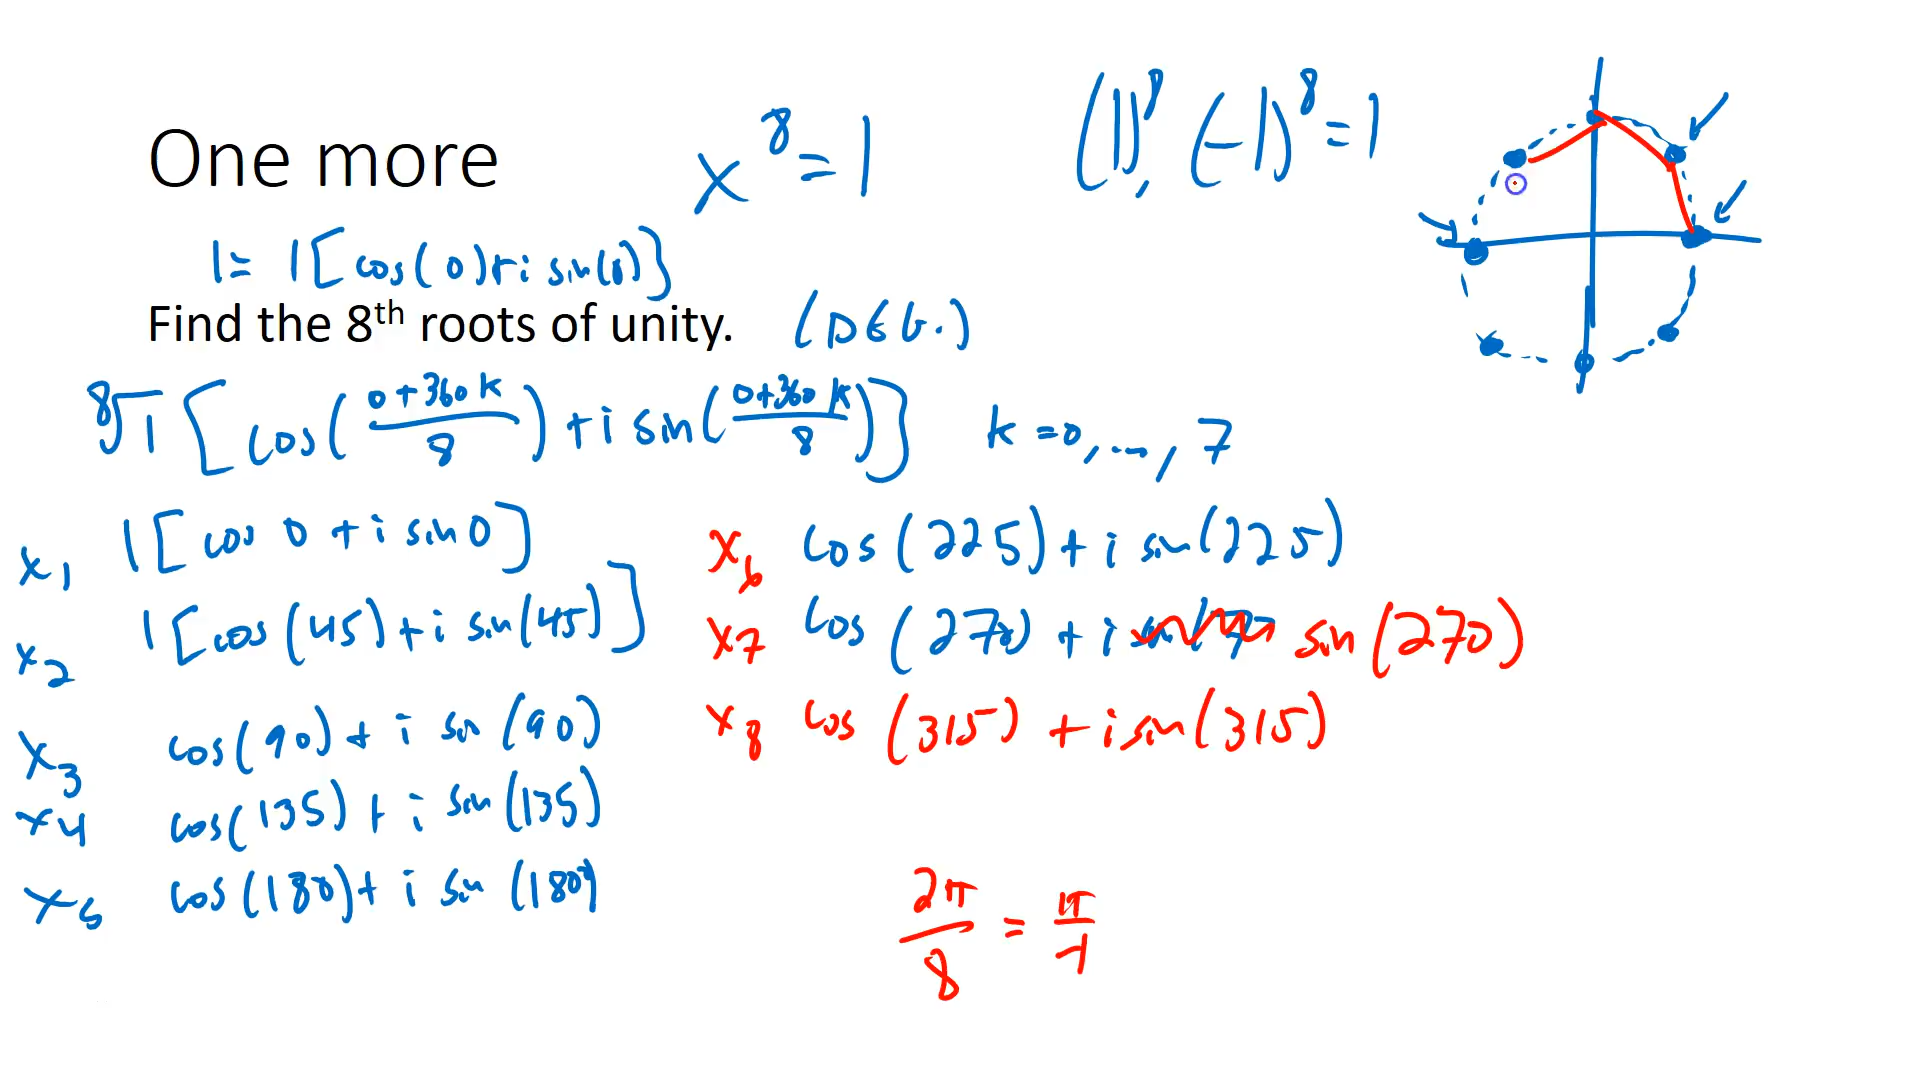 One more
x⁸ = 1
(1)⁸, (-1)⁸ = 1
1 = 1[cos(0) + i sin(0)]
Find the 8th roots of unity. (DEG.)
⁸√1 [cos((0+360k)/8) + i sin((0+360k)/8)] k = 0, ..., 7
x₁ 1[cos 0 + i sin 0]
x₂ 1[cos(45) + i sin(45)]
x₃ cos(90) + i sin(90)
x₄ cos(135) + i sin(135)
x₅ cos(180) + i sin(180)
x₆ cos(225) + i sin(225)
x₇ cos(270) + i sin(270)
x₈ cos(315) + i sin(315)
2π/8 = π/4